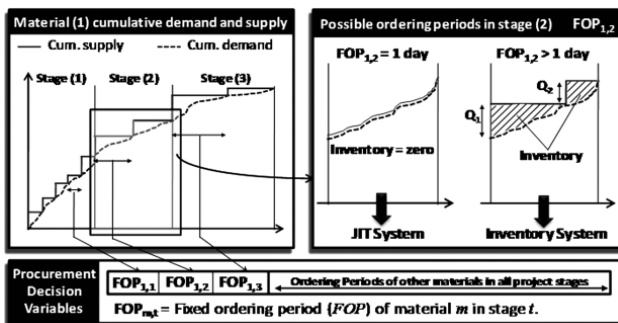 Material (1) cumulative demand and supply
Cum. supply
Cum. demand
Stage (1)
Stage (2)
Stage (3)
Possible ordering periods in stage (2) FOP1,2
FOP1,2 = 1 day
FOP1,2 > 1 day
Inventory = zero
Q1
Q2
Inventory
JIT System
Inventory System
Procurement
Decision
Variables
FOP1,1 FOP1,2 FOP1,3 Ordering Periods of other materials in all project stages
FOPm,t = Fixed ordering period (FOP) of material m in stage t.